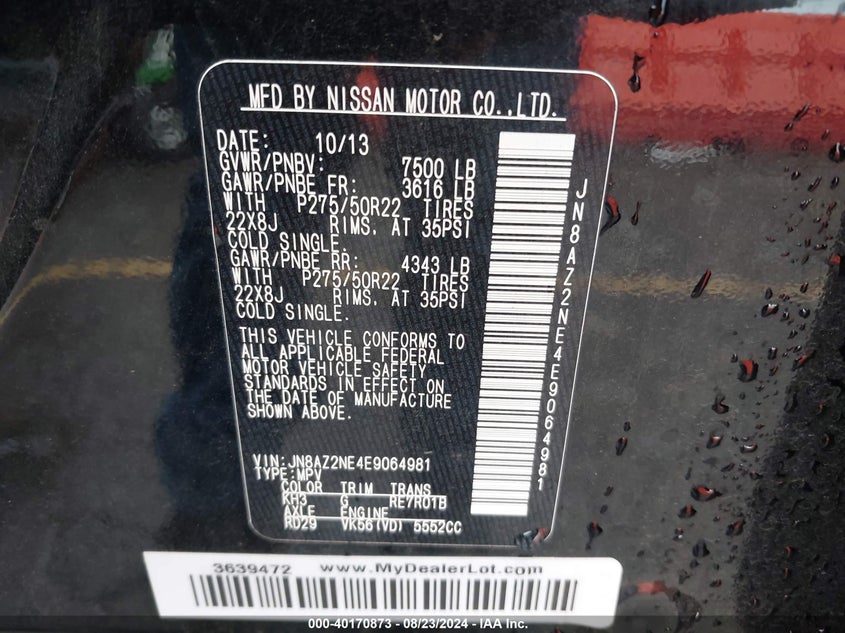 MFD BY NISSAN MOTOR CO.,LTD.
DATE: 10/13
GVWR/PNBV: 7500 LB
GAWR/PNBE FR: 3616 LB
WITH P275/50R22 TIRES
22X8J RIMS. AT 35PSI
COLD SINGLE.
GAWR/PNBE RR: 4343 LB
WITH P275/50R22 TIRES
22X8J RIMS. AT 35PSI
COLD SINGLE.
THIS VEHICLE CONFORMS TO
ALL APPLICABLE FEDERAL
MOTOR VEHICLE SAFETY
STANDARDS IN EFFECT ON
THE DATE OF MANUFACTURE
SHOWN ABOVE.
VIN:JN8AZ2NE4E9064981
TYPE:MPV
COLOR TRIM TRANS
KH3 G RE7R01B
AXLE ENGINE
RD29 VK56(VD) 5552CC
JN8AZ2NE4E9064981
3639472 www.MyDealerLot.com
000-40170873 - 08/23/2024 - IAA Inc.